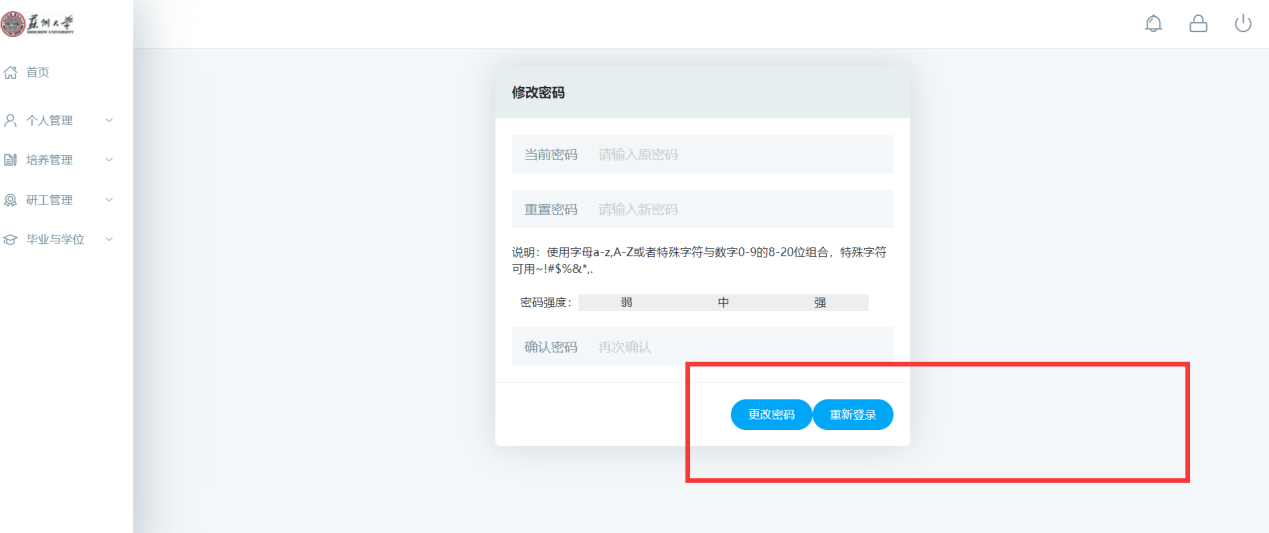 苏州大学
SOOCHOW UNIVERSITY
首页
个人管理
培养管理
研工管理
毕业与学位
修改密码
当前密码 请输入原密码
重置密码 请输入新密码
说明：使用字母a-z,A-Z或者特殊字符与数字0-9的8-20位组合，特殊字符
可用~!#$%&*,.
密码强度： 弱 中 强
确认密码 再次确认
更改密码 重新登录